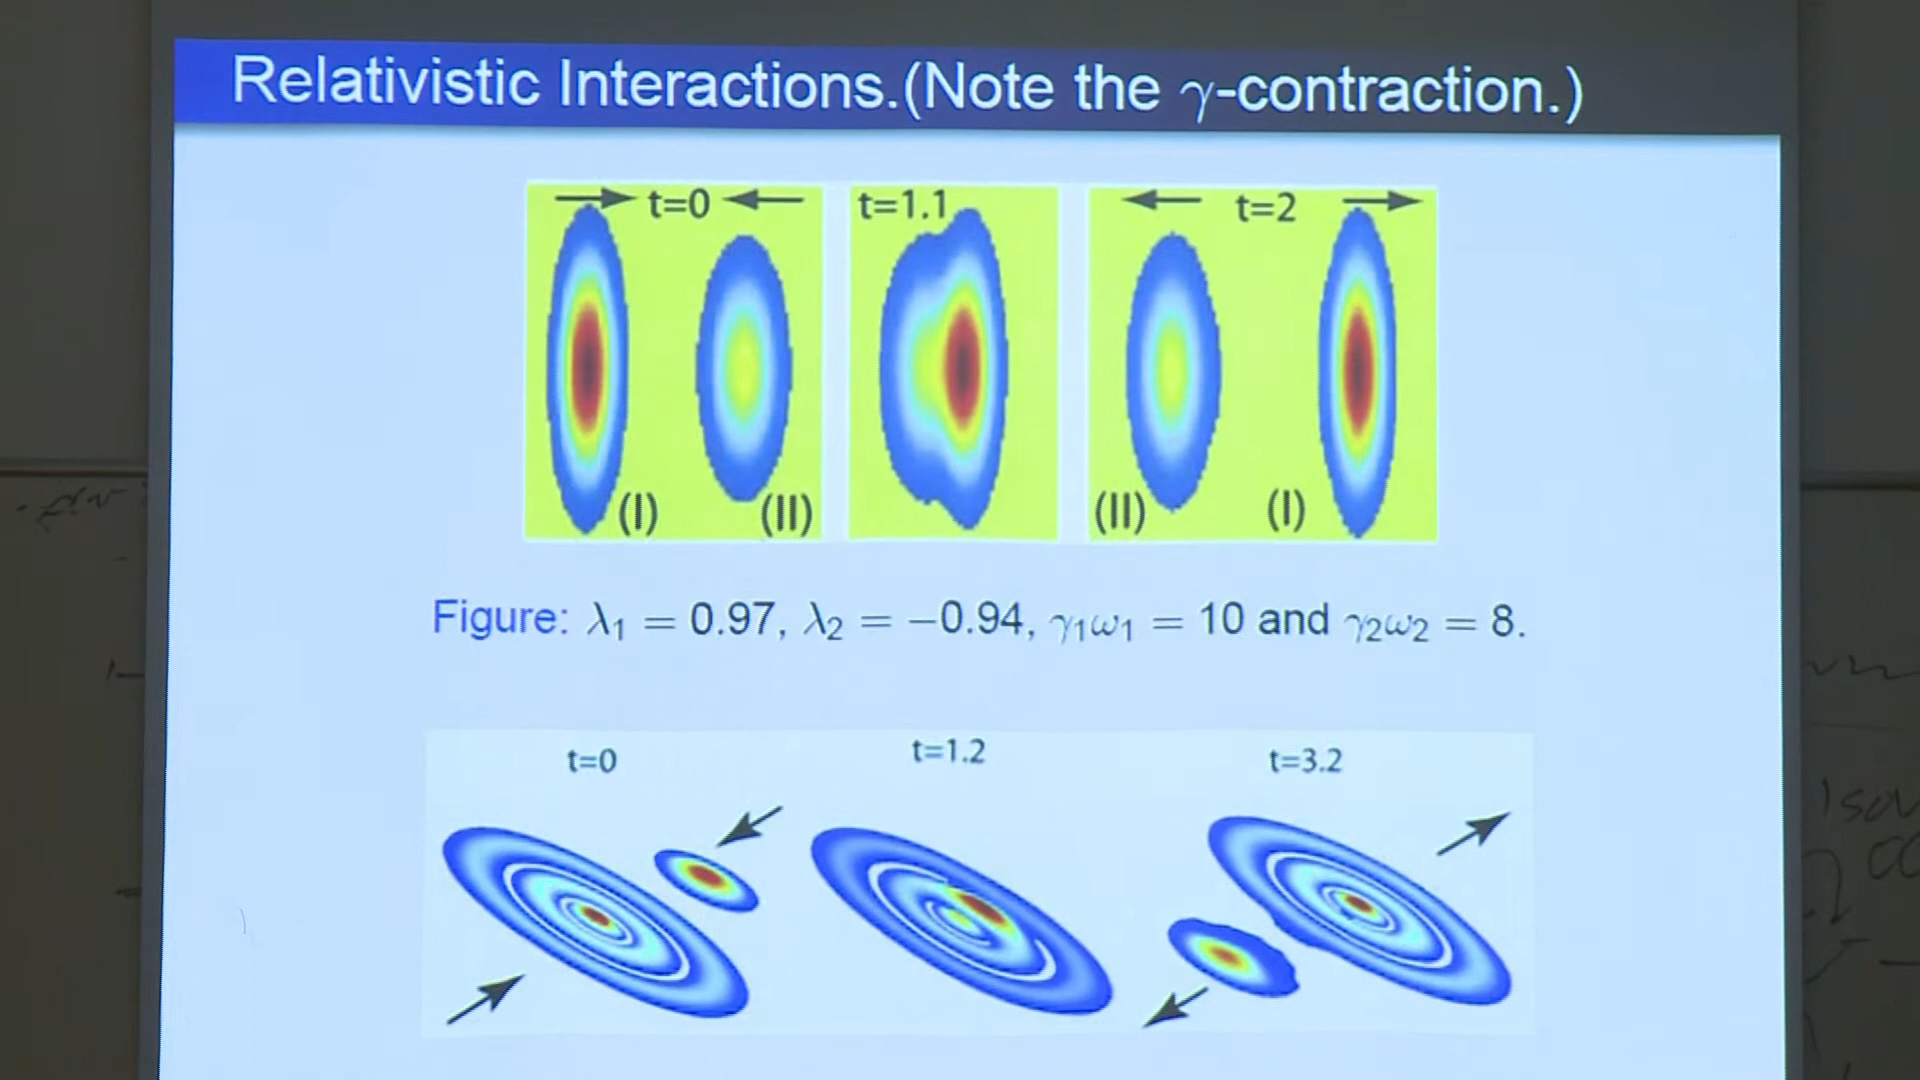 Relativistic Interactions.(Note the γ-contraction.)
t=0
t=1.1
t=2
(I)
(II)
(II)
(I)
Figure: λ₁ = 0.97, λ₂ = −0.94, γ₁ω₁ = 10 and γ₂ω₂ = 8.
t=0
t=1.2
t=3.2